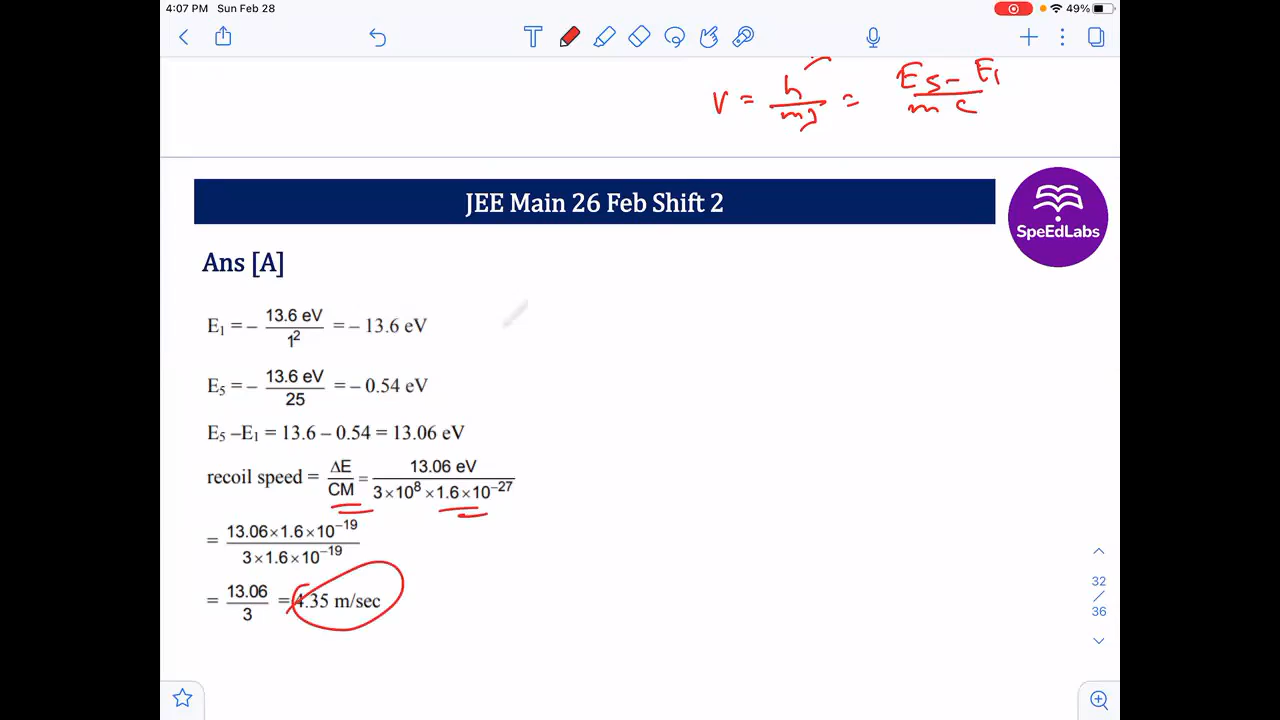 4:07 PM Sun Feb 28
49%
v = h / mλ = E5 – E1 / mc
JEE Main 26 Feb Shift 2
SpeEdLabs
Ans [A]
E₁ = – 13.6 eV / 1² = – 13.6 eV
E₅ = – 13.6 eV / 25 = – 0.54 eV
E₅ –E₁ = 13.6 – 0.54 = 13.06 eV
recoil speed = ΔE / CM = 13.06 eV / 3×10⁸ ×1.6×10⁻²⁷
= 13.06×1.6×10⁻¹⁹ / 3×1.6×10⁻¹⁹
= 13.06 / 3 = 4.35 m/sec
32
/
36